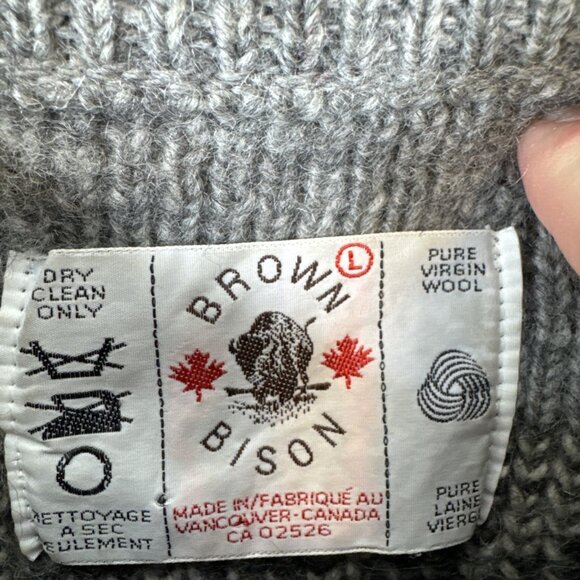 DRY
CLEAN
ONLY
NETTOYAGE
A SEC
SEULEMENT
L
BROWN
BISON
MADE IN/FABRIQUÉ AU
VANCOUVER-CANADA
CA 02526
PURE
VIRGIN
WOOL
PURE
LAINE
VIERGE